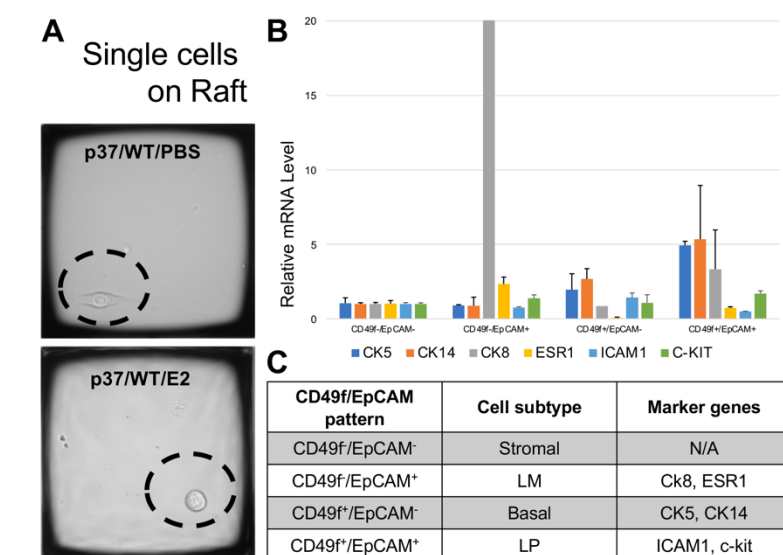 A
Single cells
on Raft
p37/WT/PBS
p37/WT/E2
B
Relative mRNA Level
20
15
10
5
0
CD49f-/EpCAM-
CD49f-/EpCAM+
CD49f+/EpCAM-
CD49f+/EpCAM+
CK5 CK14 CK8 ESR1 ICAM1 C-KIT
C
CD49f/EpCAM pattern Cell subtype Marker genes
CD49f⁻/EpCAM⁻ Stromal N/A
CD49f⁻/EpCAM⁺ LM Ck8, ESR1
CD49f⁺/EpCAM⁻ Basal CK5, CK14
CD49f⁺/EpCAM⁺ LP ICAM1, c-kit